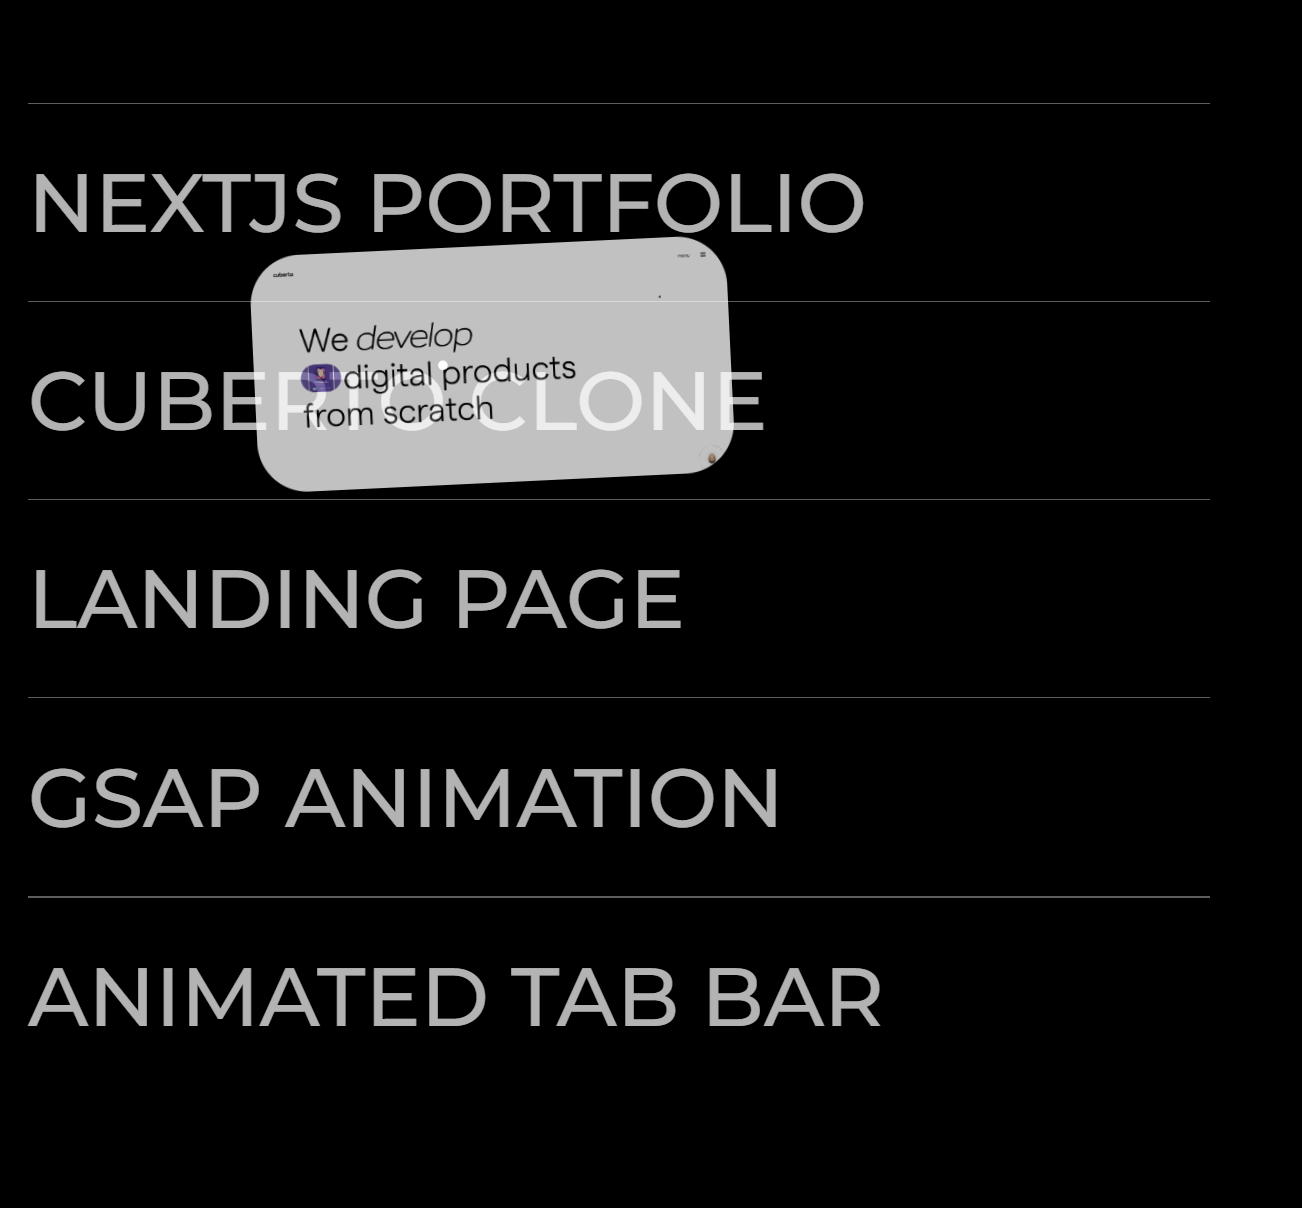 NEXTJS PORTFOLIO
cuberto
menu
We develop
digital products
from scratch
CUBERTO CLONE
LANDING PAGE
GSAP ANIMATION
ANIMATED TAB BAR